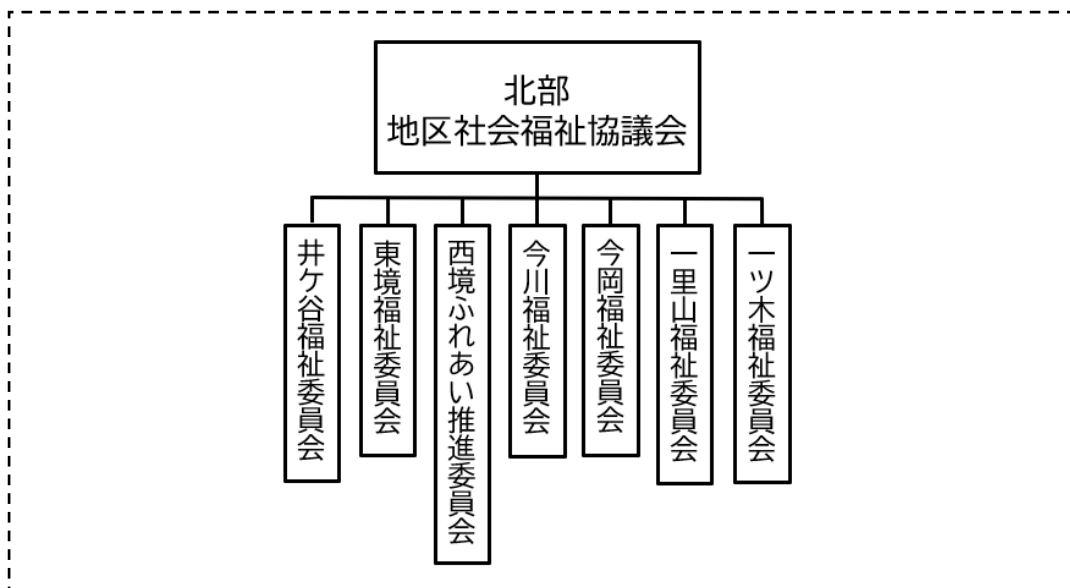 北部
地区社会福祉協議会
井ケ谷福祉委員会
東境福祉委員会
西境ふれあい推進委員会
今川福祉委員会
今岡福祉委員会
一里山福祉委員会
一ツ木福祉委員会